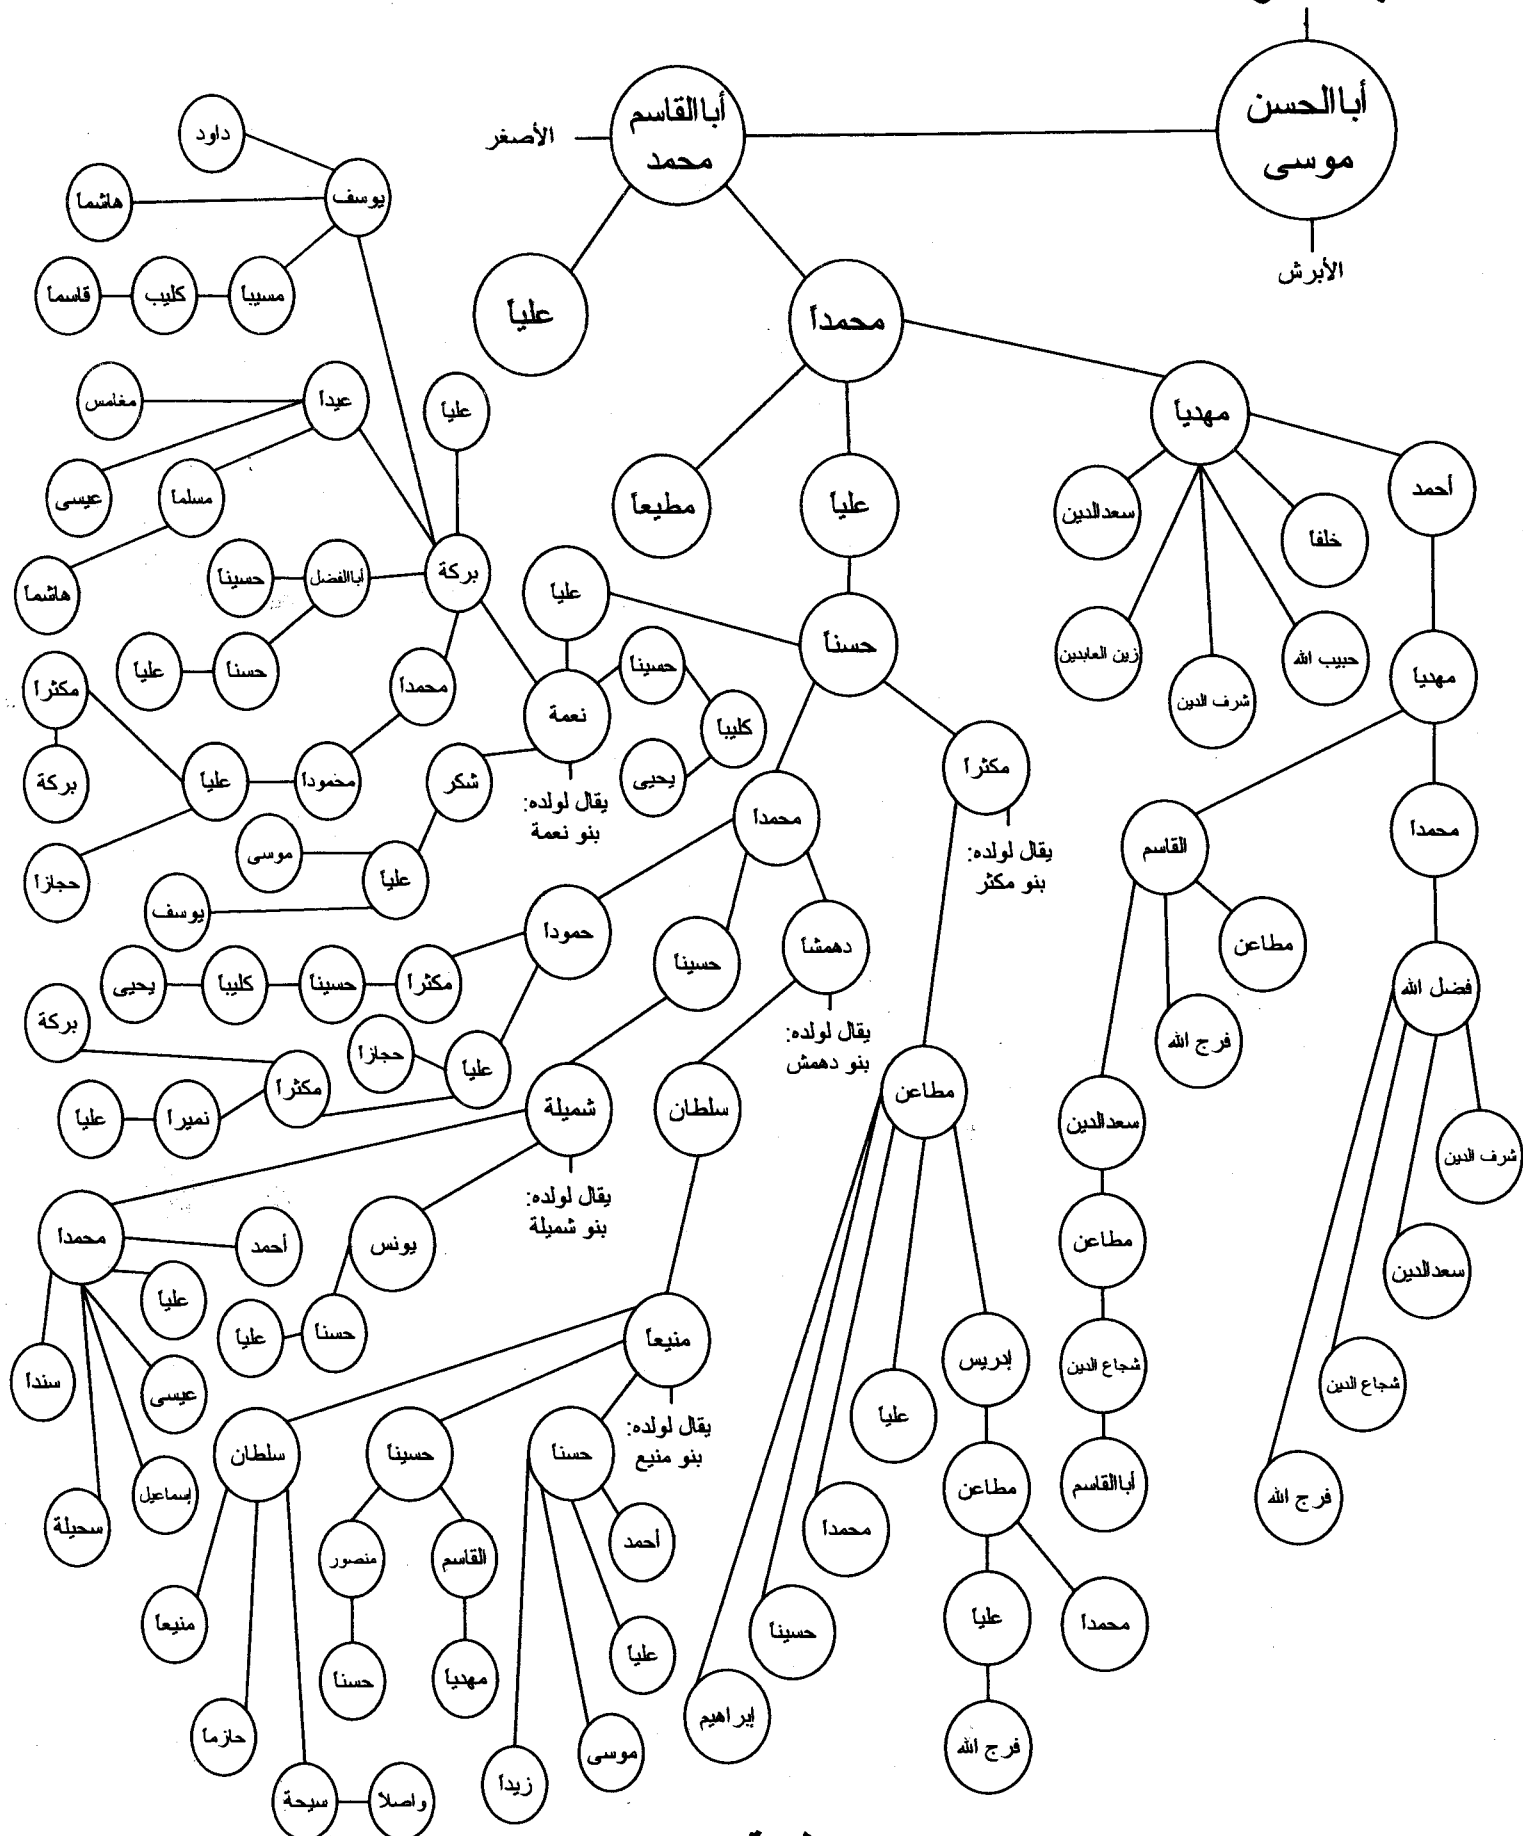 أباالحسن
موسى
الأبرش
أباالقاسم
محمد
الأصغر
علياً
محمداً
مهدياً
علياً
مطيعاً
أحمد
خلفاً
حبيب الله
شرف الدين
زين العابدين
سعدالدين
مهدياً
محمداً
القاسم
فضل الله
شرف الدين
سعدالدين
شجاع الدين
فرج الله
مطاعن
فرج الله
سعدالدين
مطاعن
شجاع الدين
أباالقاسم
حسناً
مكثراً
يقال لولده:
بنو مكثر
محمداً
علياً
مطاعن
إدريس
علياً
محمداً
حسيناً
إبراهيم
مطاعن
محمداً
علياً
فرج الله
دهمشاً
يقال لولده:
بنو دهمش
حسيناً
حموداً
سلطان
منيعاً
يقال لولده:
بنو منيع
حسناً
حسيناً
سلطان
أحمد
علياً
موسى
زيداً
القاسم
مهدياً
منصور
حسناً
منيعاً
حازماً
سيحة
واصلاً
شميلة
يقال لولده:
بنو شميلة
يونس
حسناً
علياً
محمداً
أحمد
علياً
عيسى
إسماعيل
سحيلة
سنداً
مكثراً
حسيناً
كليباً
يحيى
علياً
حجازاً
مكثراً
بركة
نميراً
علياً
نعمة
يقال لولده:
بنو نعمة
حسيناً
كليباً
يحيى
شكر
علياً
موسى
يوسف
بركة
علياً
محمداً
محموداً
علياً
مكثراً
بركة
حجازاً
أباالفضل
حسيناً
حسناً
علياً
عيداً
مغامس
عيسى
مسلماً
هاشماً
يوسف
داود
هاشماً
مسيباً
كليب
قاسماً